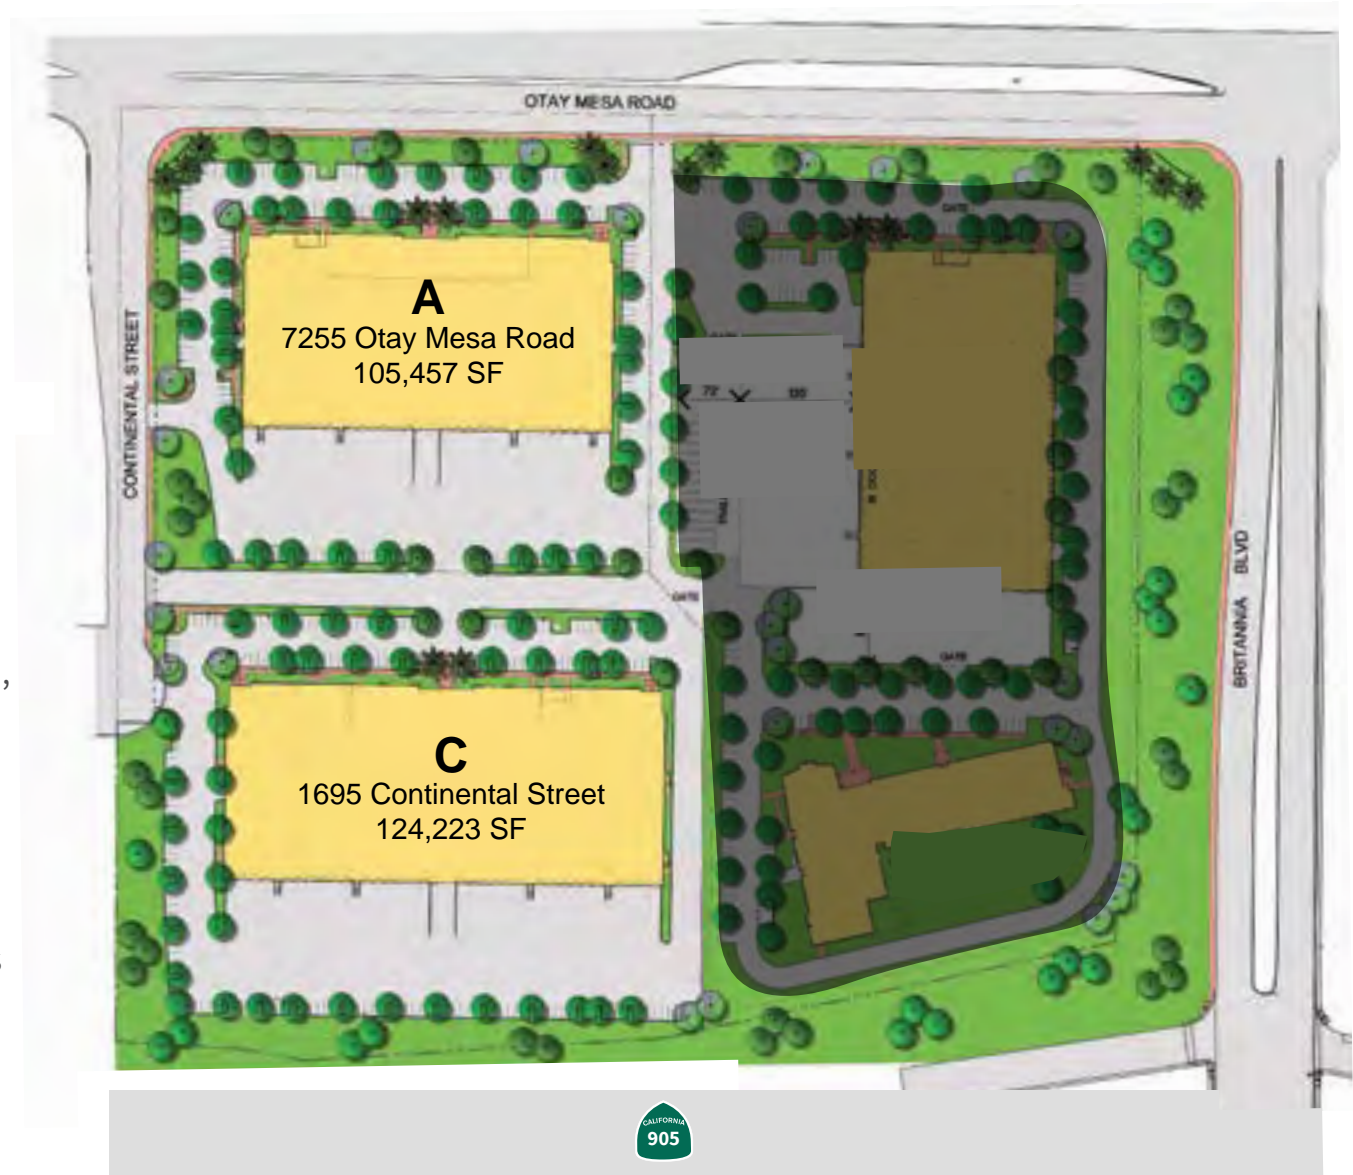 OTAY MESA ROAD
GATE
A
7255 Otay Mesa Road
105,457 SF
CONTINENTAL STREET
72'
BRITANNIA BLVD
GATE
GATE
,
C
1695 Continental Street
124,223 SF
CALIFORNIA
905